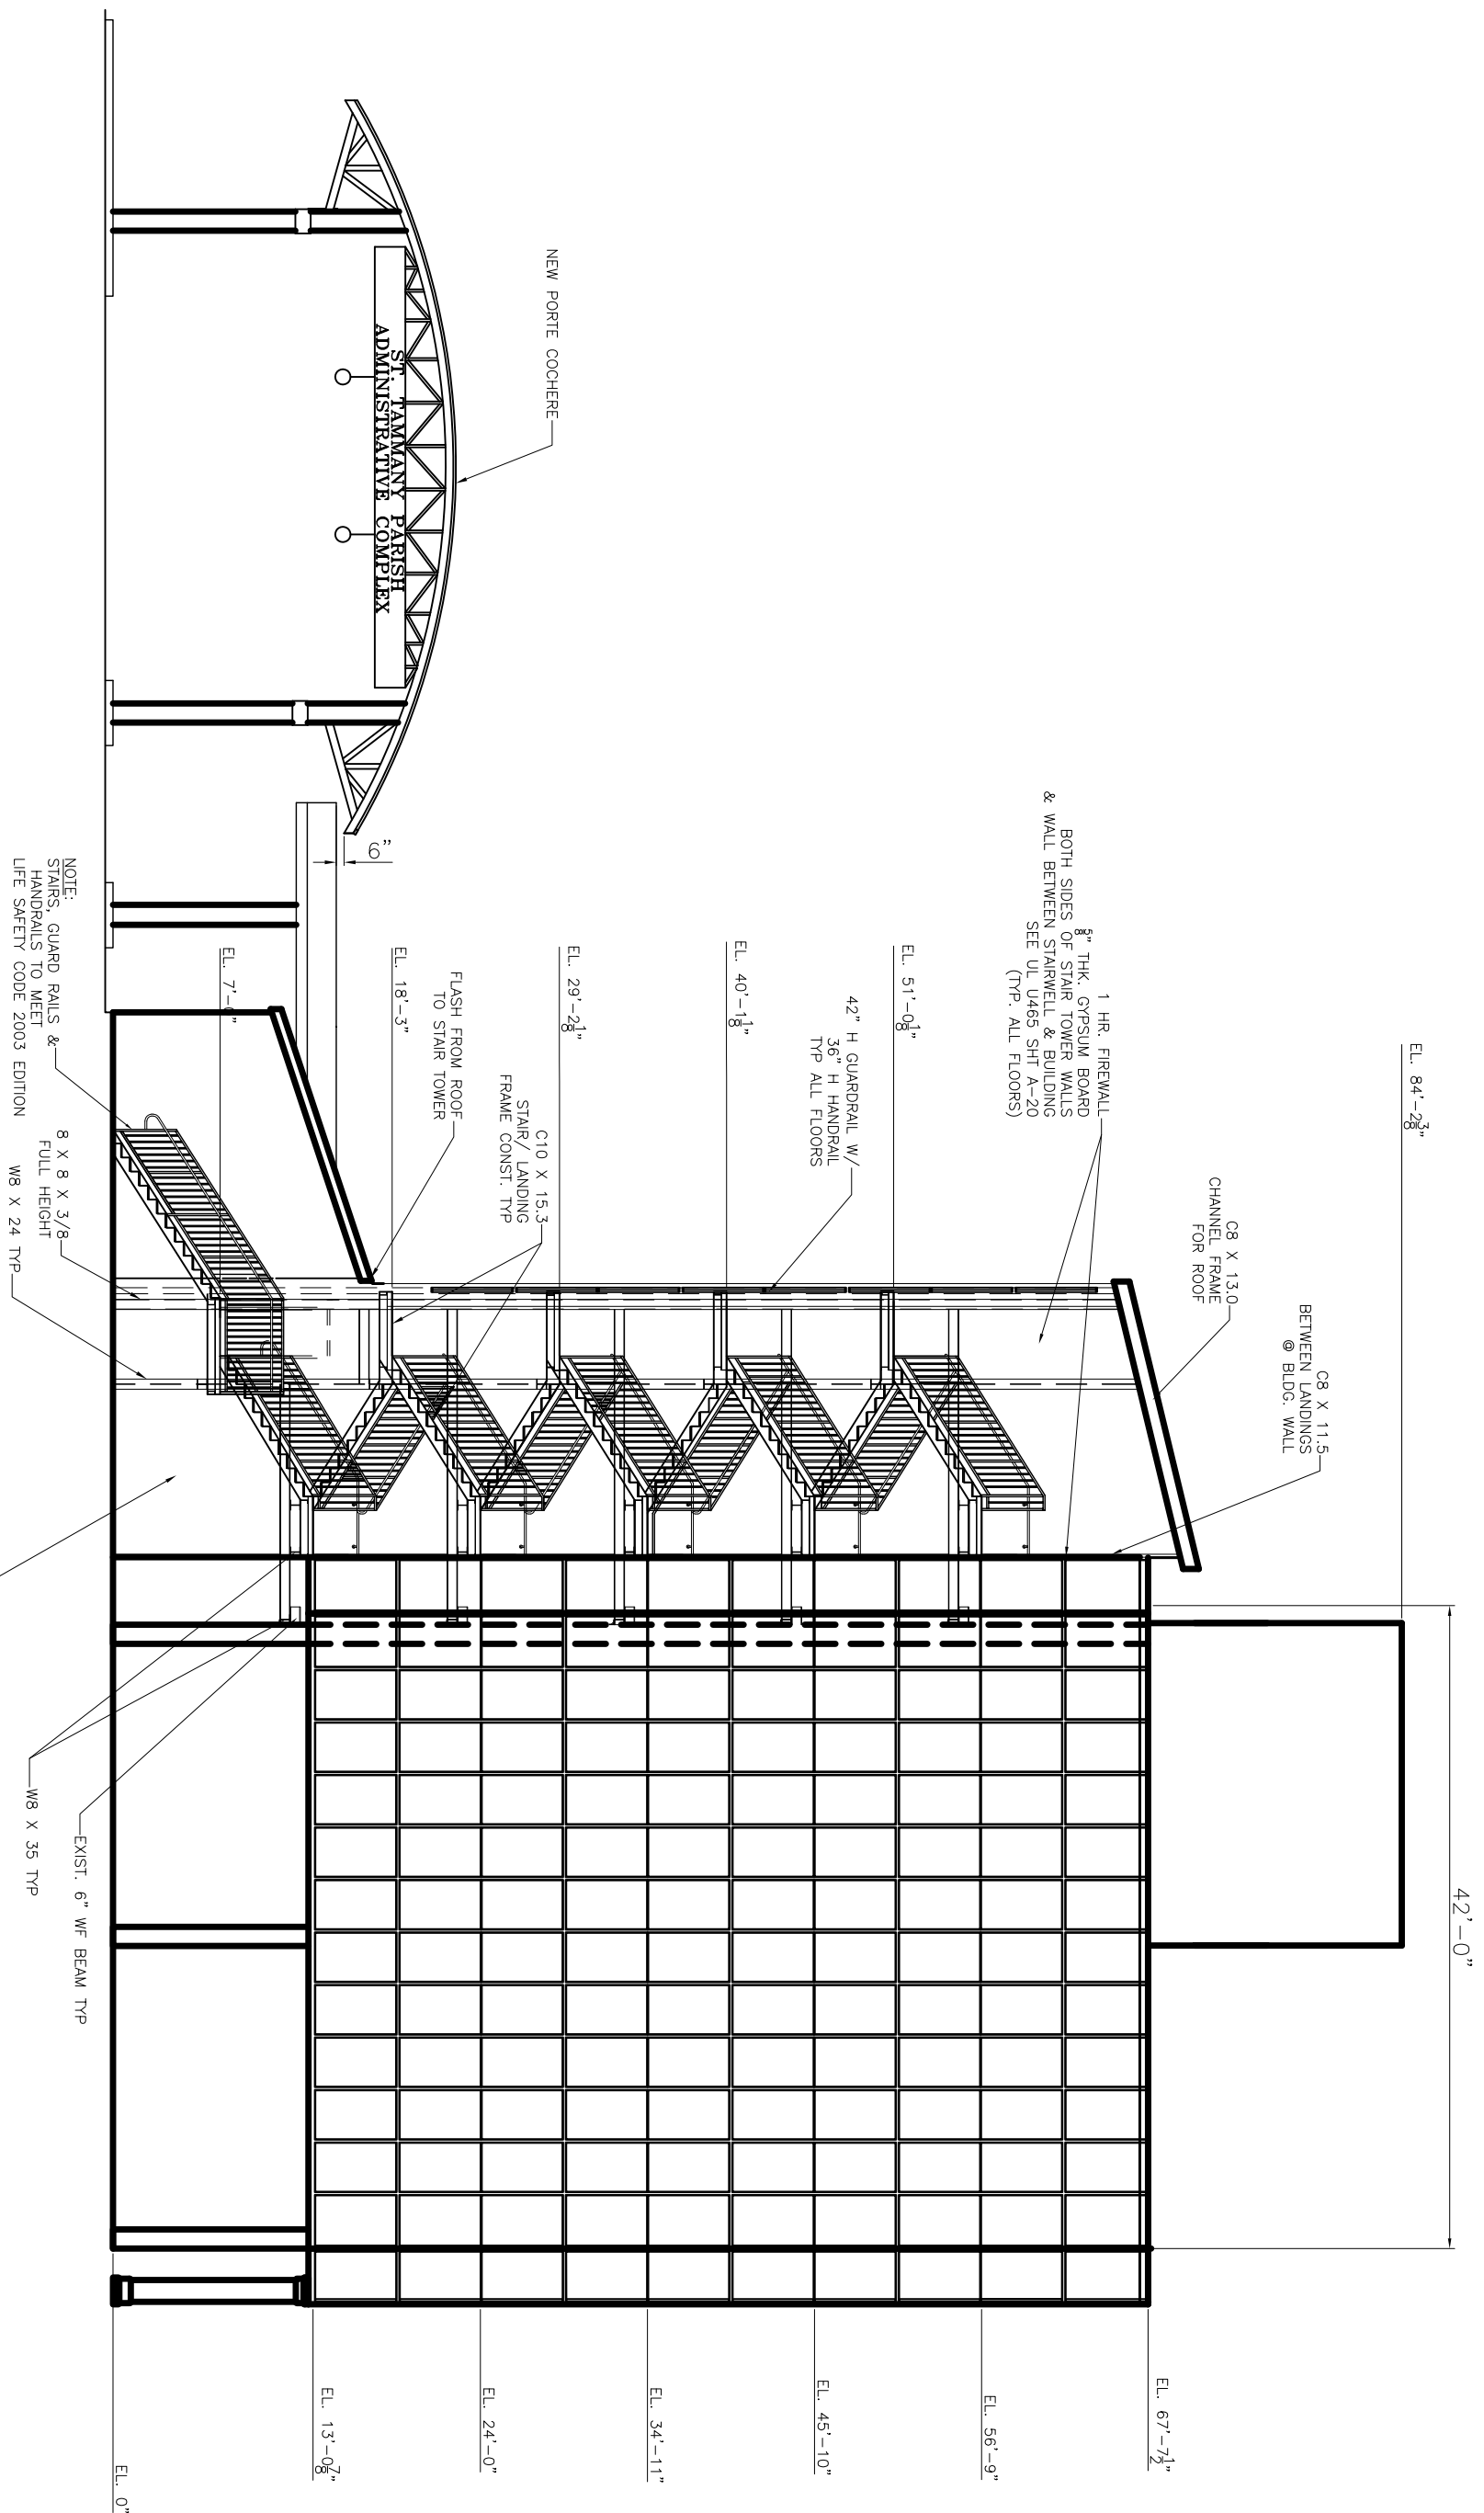 EL. 84'-2 3/8"
42'-0"
C8 X 11.5
BETWEEN LANDINGS
@ BLDG. WALL
C8 X 13.0
CHANNEL FRAME
FOR ROOF
1 HR. FIREWALL
5/8" THK. GYPSUM BOARD
BOTH SIDES OF STAIR TOWER WALLS
& WALL BETWEEN STAIRWELL & BUILDING
SEE UL U465 SHT A-20
(TYP. ALL FLOORS)
EL. 51'-0 1/8"
42" H GUARDRAIL W/
36" H HANDRAIL
TYP ALL FLOORS
EL. 40'-1 1/8"
EL. 29'-2 1/8"
C10 X 15.3
STAIR/ LANDING
FRAME CONST. TYP
FLASH FROM ROOF
TO STAIR TOWER
EL. 18'-3"
EL. 7'-0"
NEW PORTE COCHERE
ST. TAMMANY PARISH
ADMINISTRATIVE COMPLEX
6"
NOTE:
STAIRS, GUARD RAILS &
HANDRAILS TO MEET
LIFE SAFETY CODE 2003 EDITION
8 X 8 X 3/8
FULL HEIGHT
W8 X 24 TYP
EXIST. 6" WF BEAM TYP
W8 X 35 TYP
EL. 67'-7 1/2"
EL. 56'-9"
EL. 45'-10"
EL. 34'-11"
EL. 24'-0"
EL. 13'-0 7/8"
EL. 0"